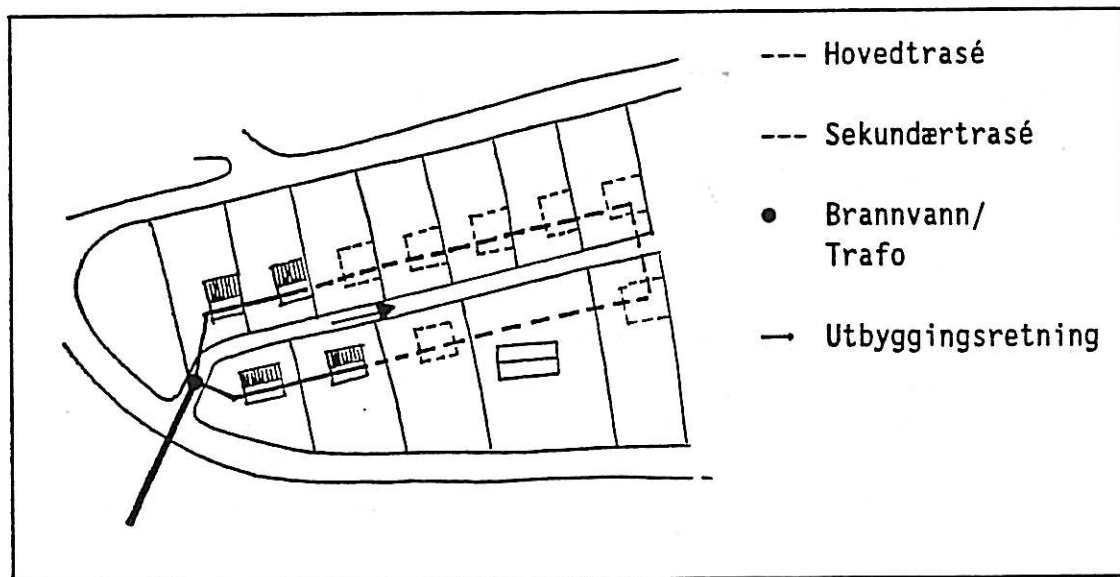 --- Hovedtrasé
--- Sekundærtrasé
● Brannvann/
Trafo
Utbyggingsretning